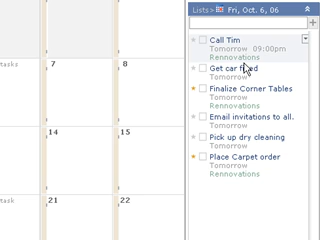 Lists> Fri, Oct. 6, 06
Call Tim
Tomorrow 09:00pm
Rennovations
Get car fixed
Tomorrow
Finalize Corner Tables
Tomorrow
Rennovations
Email invitations to all.
Tomorrow
Pick up dry cleaning
Tomorrow
Place Carpet order
Tomorrow
Rennovations
tasks
7
8
14
15
task
21
22